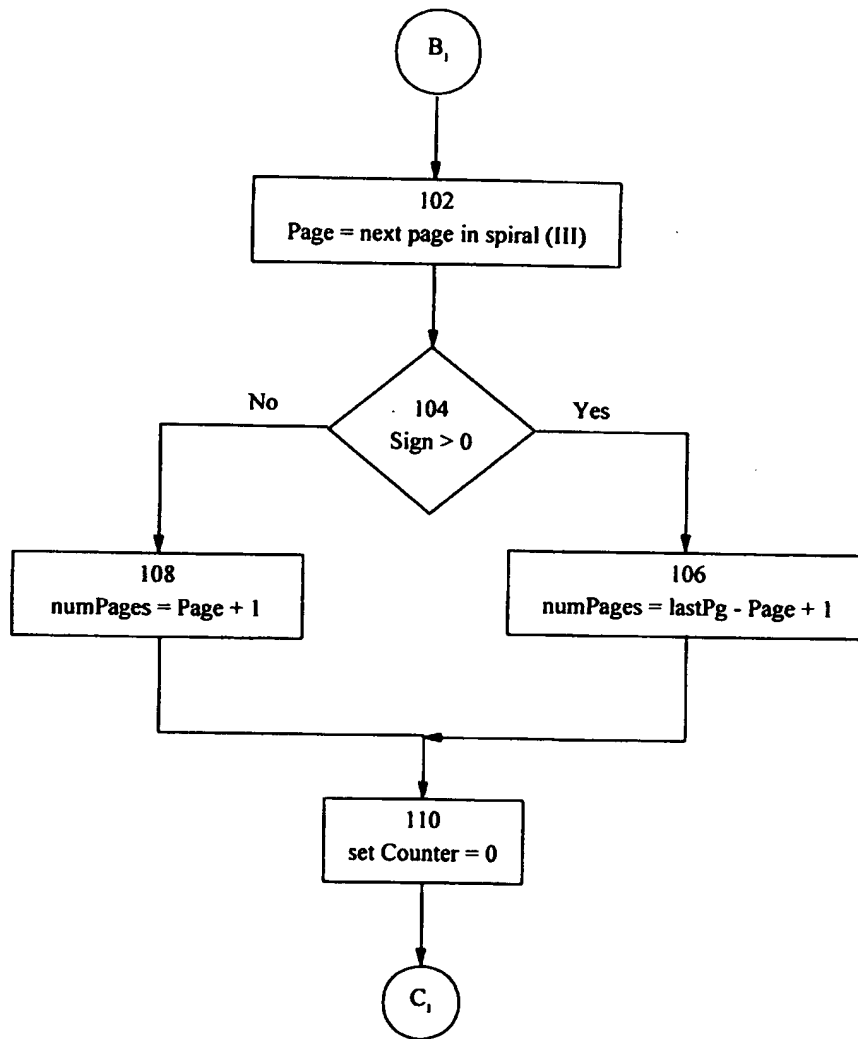 B₁
102
Page = next page in spiral (III)
No
104
Sign > 0
Yes
108
numPages = Page + 1
106
numPages = lastPg - Page + 1
110
set Counter = 0
C₁